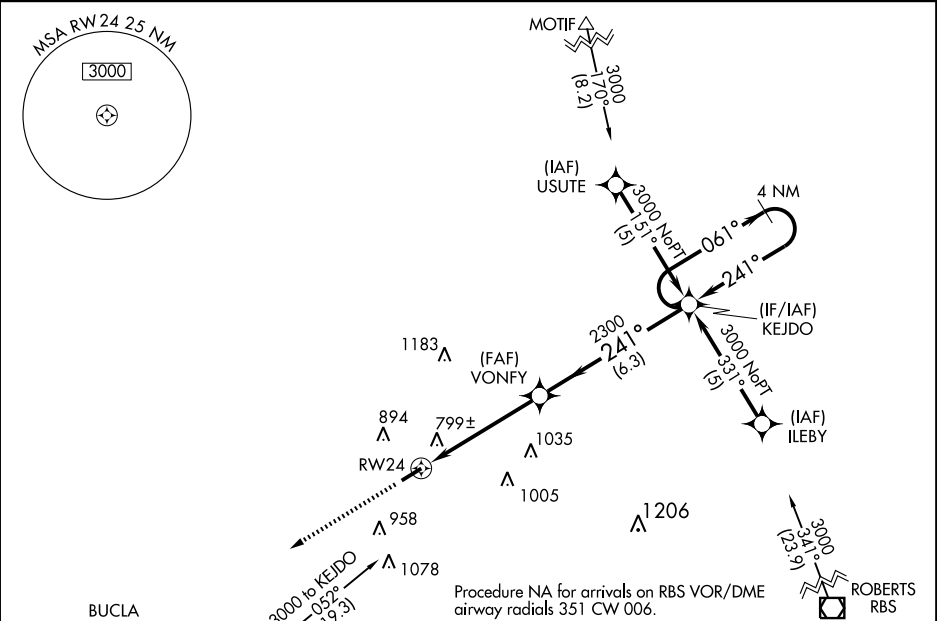 MSA RW24 25 NM
3000
MOTIF
3000
170°
(8.2)
(IAF)
USUTE
3000 NoPT
151°
(5)
4 NM
061°
241°
(IF/IAF)
KEJDO
2300
241°
(6.3)
3000 NoPT
331°
(5)
(IAF)
ILEBY
1183
(FAF)
VONFY
894
799±
1035
RW24
1005
958
1206
1078
3000 to KEJDO
052°
19.3)
3000
341°
(23.9)
ROBERTS
RBS
Procedure NA for arrivals on RBS VOR/DME
airway radials 351 CW 006.
BUCLA